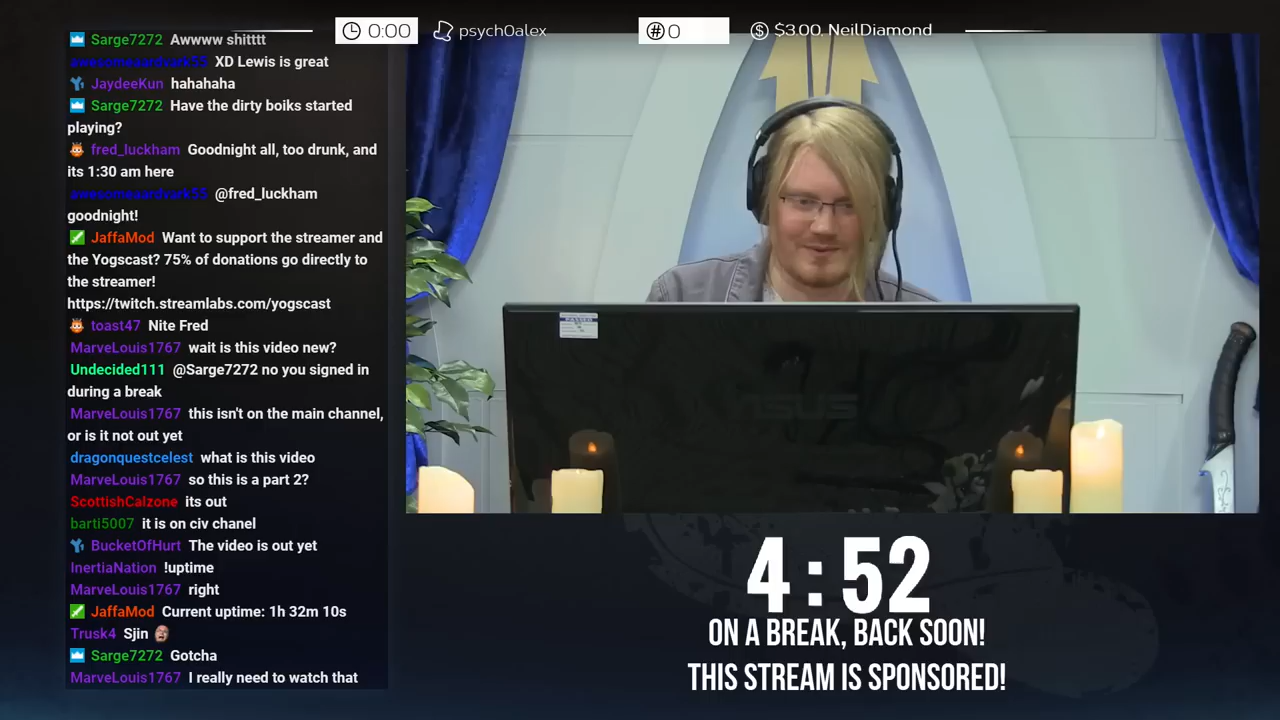 0:00
psych0alex
#0
$3.00 NeilDiamond
Sarge7272 Awwww shitttt
awesomeaardvark55 XD Lewis is great
JaydeeKun hahahaha
Sarge7272 Have the dirty boiks started
playing?
fred_luckham Goodnight all, too drunk, and
its 1:30 am here
awesomeaardvark55 @fred_luckham
goodnight!
JaffaMod Want to support the streamer and
the Yogscast? 75% of donations go directly to
the streamer!
https://twitch.streamlabs.com/yogscast
toast47 Nite Fred
MarveLouis1767 wait is this video new?
Undecided111 @Sarge7272 no you signed in
during a break
MarveLouis1767 this isn't on the main channel,
or is it not out yet
dragonquestcelest what is this video
MarveLouis1767 so this is a part 2?
ScottishCalzone its out
barti5007 it is on civ chanel
BucketOfHurt The video is out yet
InertiaNation !uptime
MarveLouis1767 right
JaffaMod Current uptime: 1h 32m 10s
Trusk4 Sjin
Sarge7272 Gotcha
MarveLouis1767 I really need to watch that
ASUS
4:52
ON A BREAK, BACK SOON!
THIS STREAM IS SPONSORED!